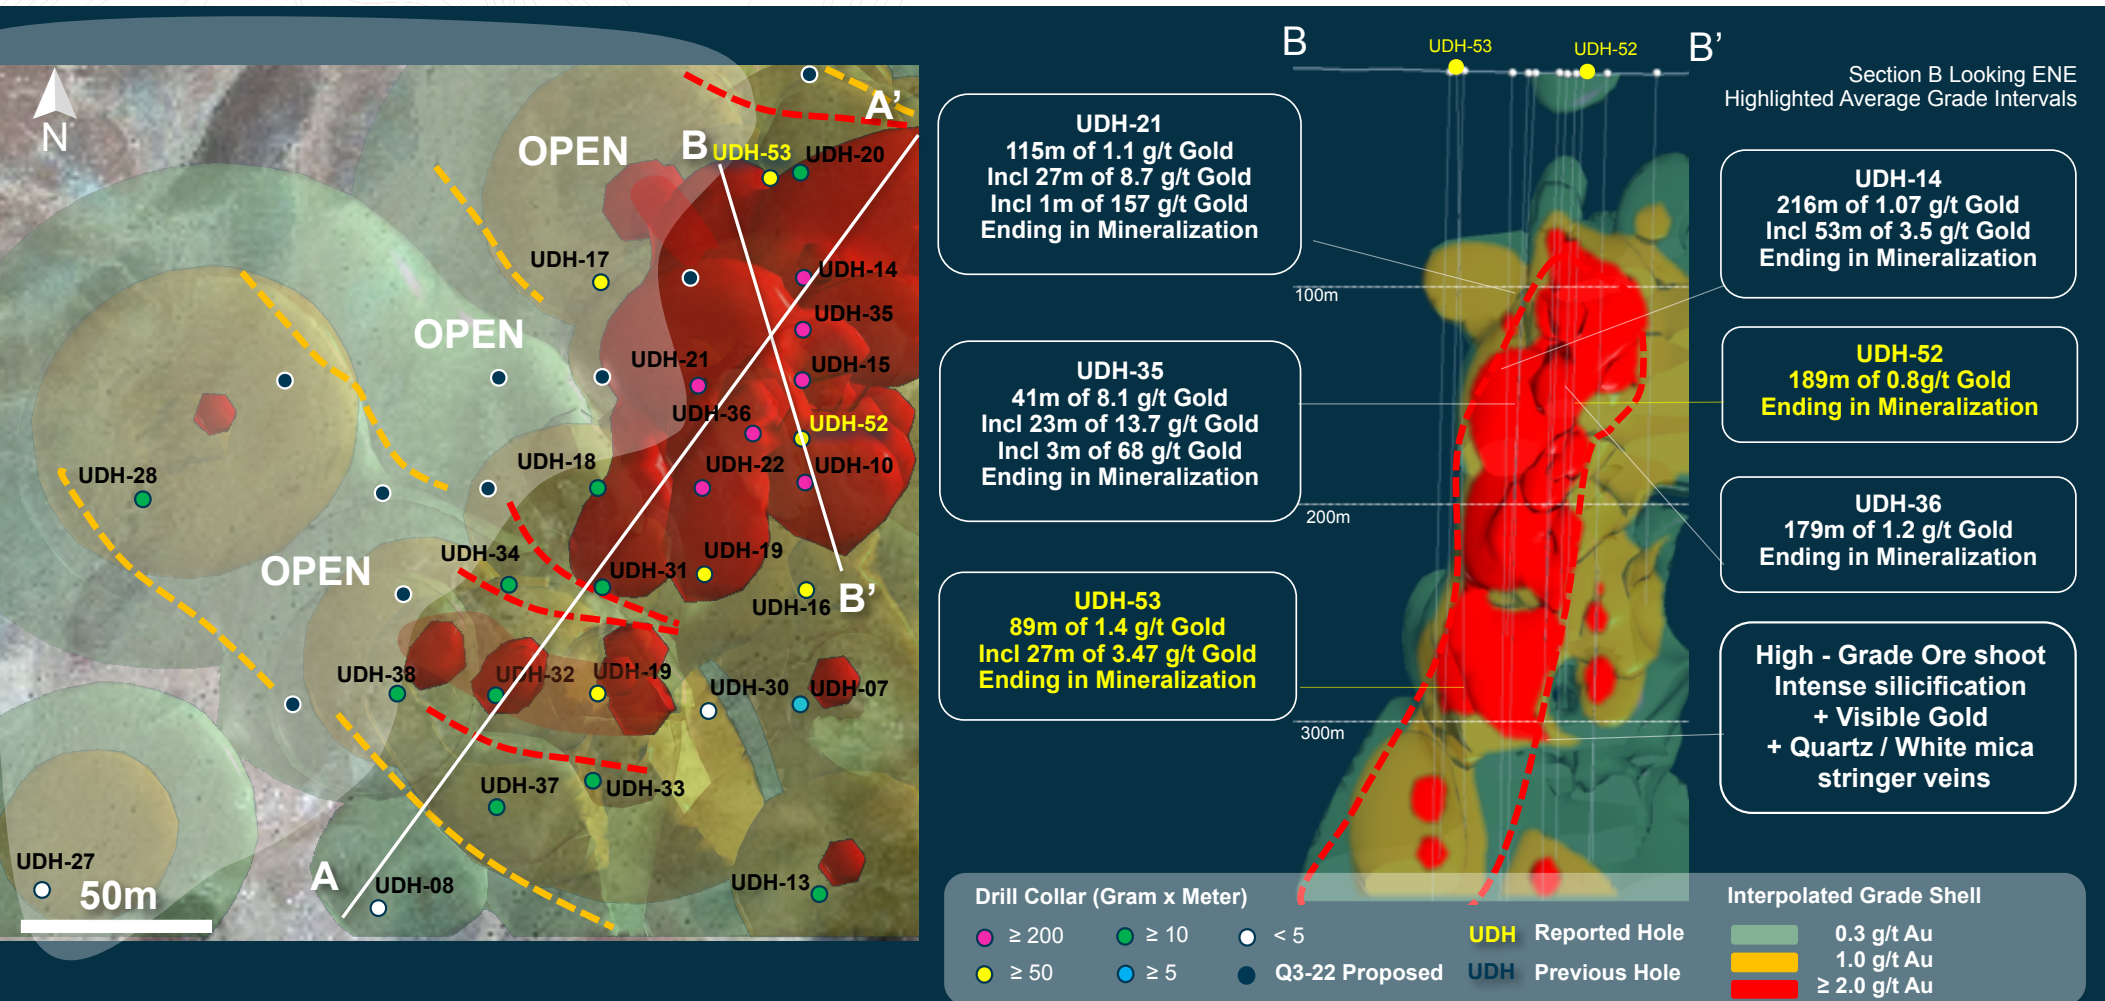 N
OPEN
A'
B
UDH-53
UDH-20
UDH-17
UDH-14
UDH-35
OPEN
UDH-21
UDH-15
UDH-36
UDH-52
UDH-18
UDH-22
UDH-10
UDH-28
UDH-34
UDH-19
OPEN
UDH-31
UDH-16
B'
UDH-38
UDH-32
UDH-19
UDH-30
UDH-07
UDH-37
UDH-33
UDH-27
A
UDH-08
UDH-13
50m
UDH-21
115m of 1.1 g/t Gold
Incl 27m of 8.7 g/t Gold
Incl 1m of 157 g/t Gold
Ending in Mineralization
UDH-35
41m of 8.1 g/t Gold
Incl 23m of 13.7 g/t Gold
Incl 3m of 68 g/t Gold
Ending in Mineralization
UDH-53
89m of 1.4 g/t Gold
Incl 27m of 3.47 g/t Gold
Ending in Mineralization
B
UDH-53
UDH-52
B'
100m
200m
300m
Section B Looking ENE
Highlighted Average Grade Intervals
UDH-14
216m of 1.07 g/t Gold
Incl 53m of 3.5 g/t Gold
Ending in Mineralization
UDH-52
189m of 0.8g/t Gold
Ending in Mineralization
UDH-36
179m of 1.2 g/t Gold
Ending in Mineralization
High - Grade Ore shoot
Intense silicification
+ Visible Gold
+ Quartz / White mica
stringer veins
Drill Collar (Gram x Meter)
≥ 200
≥ 10
< 5
≥ 50
≥ 5
Q3-22 Proposed
UDH Reported Hole
UDH Previous Hole
Interpolated Grade Shell
0.3 g/t Au
1.0 g/t Au
≥ 2.0 g/t Au